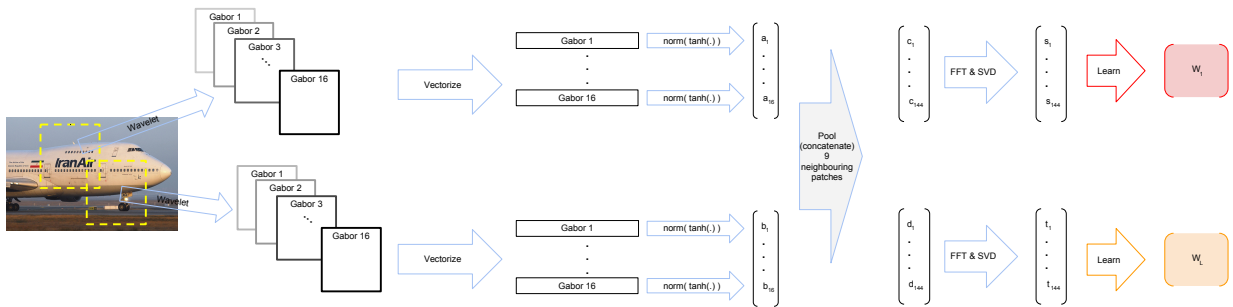 Gabor 1
Gabor 2
Gabor 3
Gabor 16
Wavelet
IranAir
Vectorize
Gabor 1
Gabor 16
norm( tanh(.) )
norm( tanh(.) )
a1
a16
Pool
(concatenate)
9
neighbouring
patches
c1
c144
FFT & SVD
s1
s144
Learn
W1
Wavelet
Gabor 1
Gabor 2
Gabor 3
Gabor 16
Vectorize
Gabor 1
Gabor 16
norm( tanh(.) )
norm( tanh(.) )
b1
b16
d1
d144
FFT & SVD
t1
t144
Learn
WL